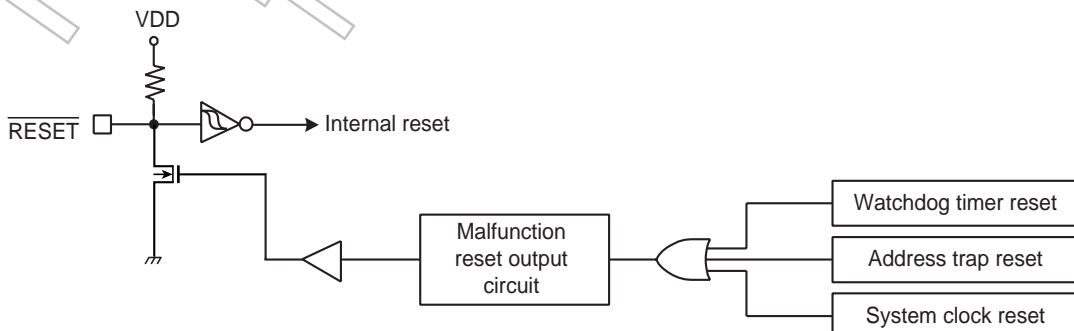 VDD
RESET
Internal reset
Watchdog timer reset
Malfunction
reset output
circuit
Address trap reset
System clock reset